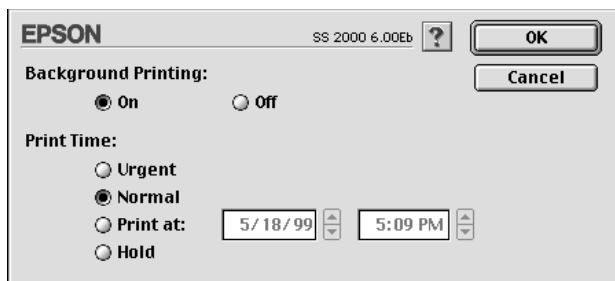 EPSON SS 2000 6.00Eb ? OK
Background Printing: Cancel
On Off
Print Time:
Urgent
Normal
Print at: 5/18/99 5:09 PM
Hold